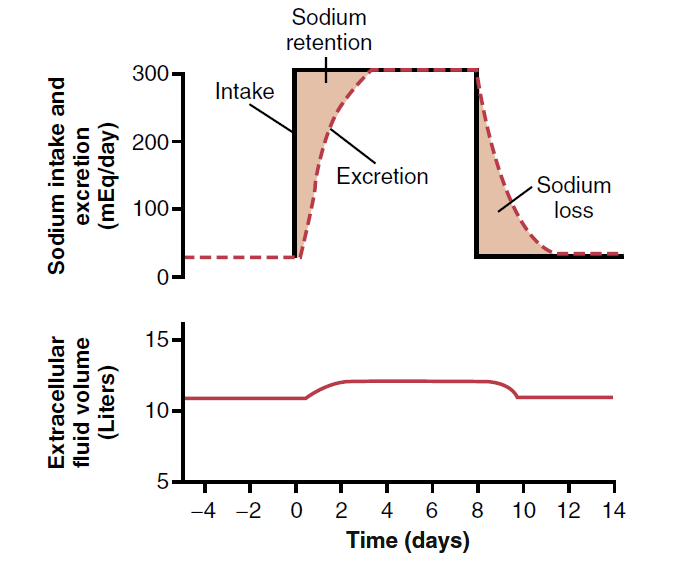 Sodium
retention
Sodium intake and
excretion
(mEq/day)
300
200
100
0
Intake
Excretion
Sodium
loss
Extracellular
fluid volume
(Liters)
15
10
5
−4 −2 0 2 4 6 8 10 12 14
Time (days)